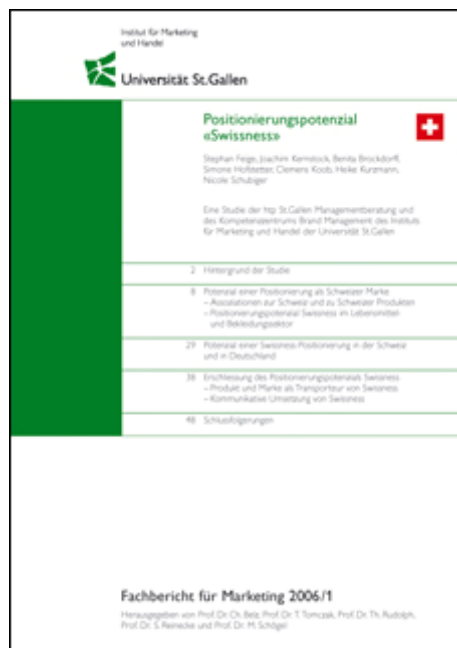 Institut für Marketing
und Handel
Universität St.Gallen
Positionierungspotenzial
«Swissness»
Stephan Feige, Joachim Kernstock, Benita Brockdorff,
Simone Hofstetter, Clemens Koob, Heike Kurzmann,
Nicole Schubiger
Eine Studie der htp St.Gallen Managementberatung und
des Kompetenzzentrums Brand Management des Instituts
für Marketing und Handel der Universität St.Gallen
2 Hintergrund der Studie
8 Potenzial einer Positionierung als Schweizer Marke
– Assoziationen zur Schweiz und zu Schweizer Produkten
– Positionierungspotenzial Swissness im Lebensmittel-
und Bekleidungssektor
29 Potenzial einer Swissness-Positionierung in der Schweiz
und in Deutschland
38 Erschliessung des Positionierungspotenzials Swissness
– Produkt und Marke als Transporteur von Swissness
– Kommunikative Umsetzung von Swissness
48 Schlussfolgerungen
Fachbericht für Marketing 2006/1
Herausgegeben von Prof. Dr. Ch. Belz, Prof. Dr. T. Tomczak, Prof. Dr. Th. Rudolph,
Prof. Dr. S. Reinecke und Prof. Dr. M. Schögel